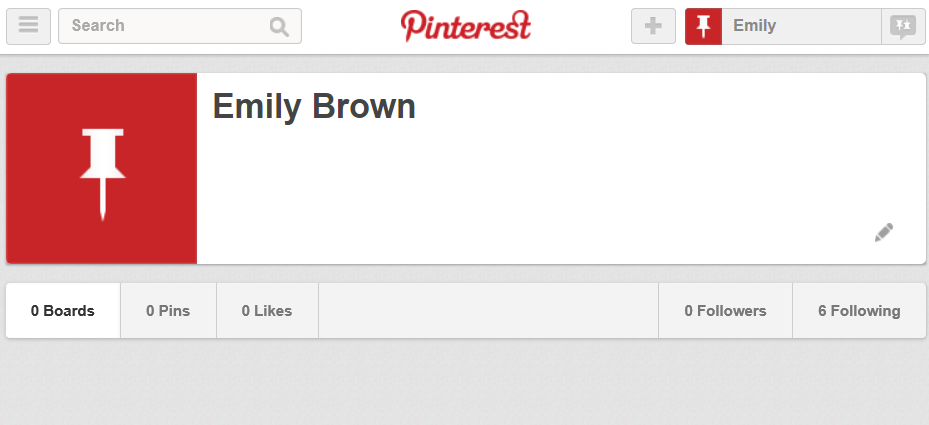 Search
Pinterest
Emily
Emily Brown
0 Boards
0 Pins
0 Likes
0 Followers
6 Following